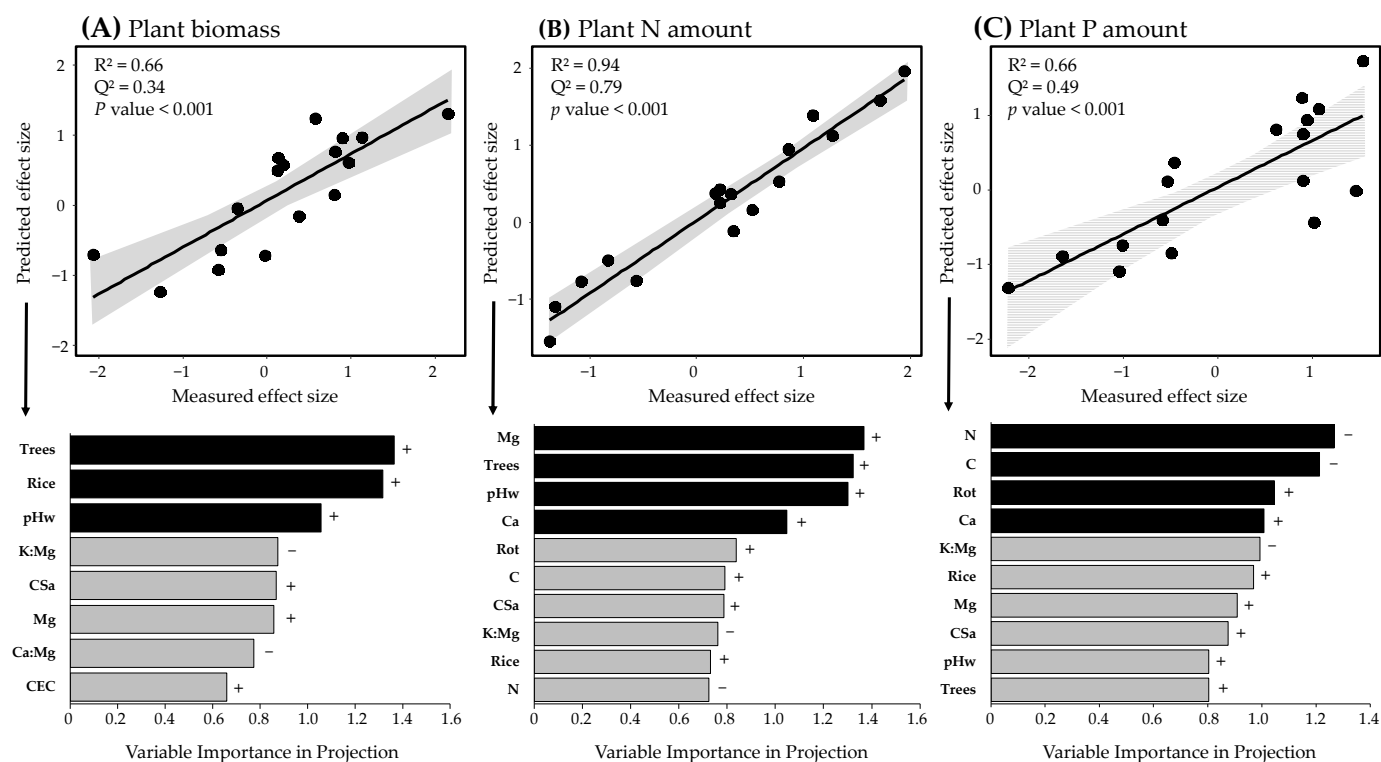 (A) Plant biomass
R² = 0.66
Q² = 0.34
P value < 0.001
Predicted effect size
2
1
0
−1
−2
−2
−1
0
1
2
Measured effect size
Trees
+
Rice
+
pHw
+
K:Mg
−
CSa
+
Mg
+
Ca:Mg
−
CEC
+
0
0.2
0.4
0.6
0.8
1.0
1.2
1.4
1.6
Variable Importance in Projection
(B) Plant N amount
R² = 0.94
Q² = 0.79
p value < 0.001
Predicted effect size
2
1
0
−1
−1
0
1
2
Measured effect size
Mg
+
Trees
+
pHw
+
Ca
+
Rot
+
C
+
CSa
+
K:Mg
−
Rice
+
N
−
0
0.2
0.4
0.6
0.8
1.0
1.2
1.4
1.6
Variable Importance in Projection
(C) Plant P amount
R² = 0.66
Q² = 0.49
p value < 0.001
Predicted effect size
1
0
−1
−2
−2
−1
0
1
Measured effect size
N
−
C
−
Rot
+
Ca
+
K:Mg
−
Rice
+
Mg
+
CSa
+
pHw
+
Trees
+
0
0.2
0.4
0.6
0.8
1.0
1.2
1.4
Variable Importance in Projection